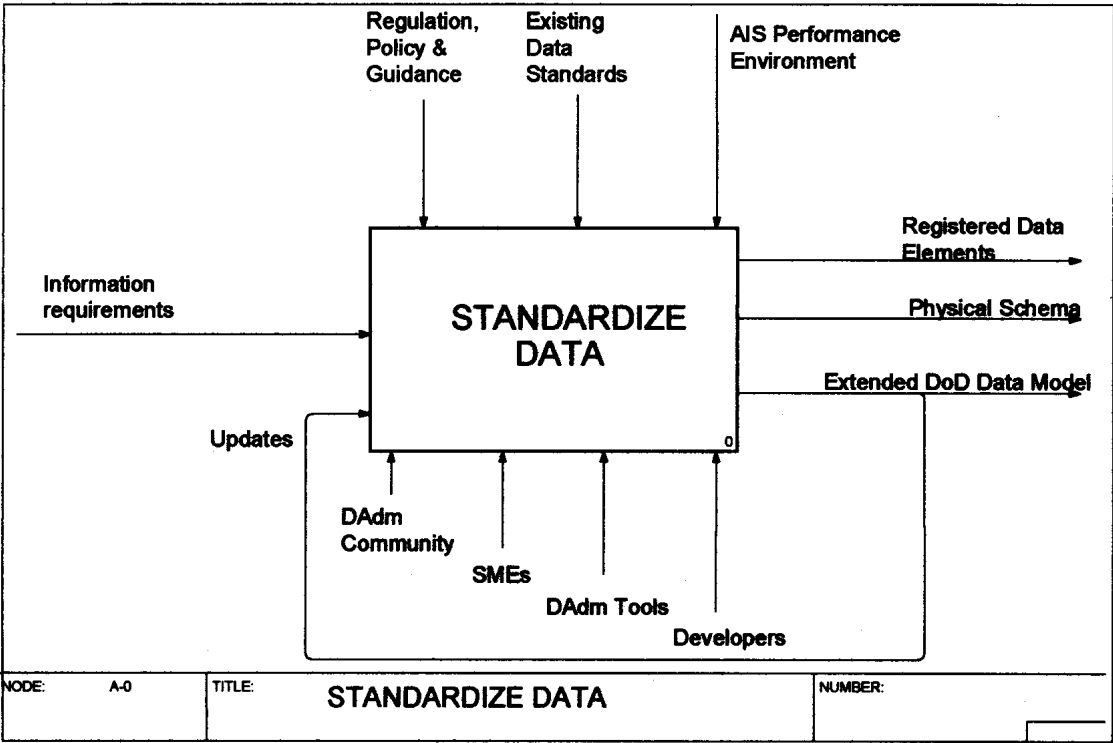 Regulation,
Policy &
Guidance
Existing
Data
Standards
AIS Performance
Environment
Registered Data
Elements
Information
requirements
Physical Schema
STANDARDIZE
DATA
Extended DoD Data Model
Updates
0
DAdm
Community
SMEs
DAdm Tools
Developers
NODE: A-0
TITLE: STANDARDIZE DATA
NUMBER: